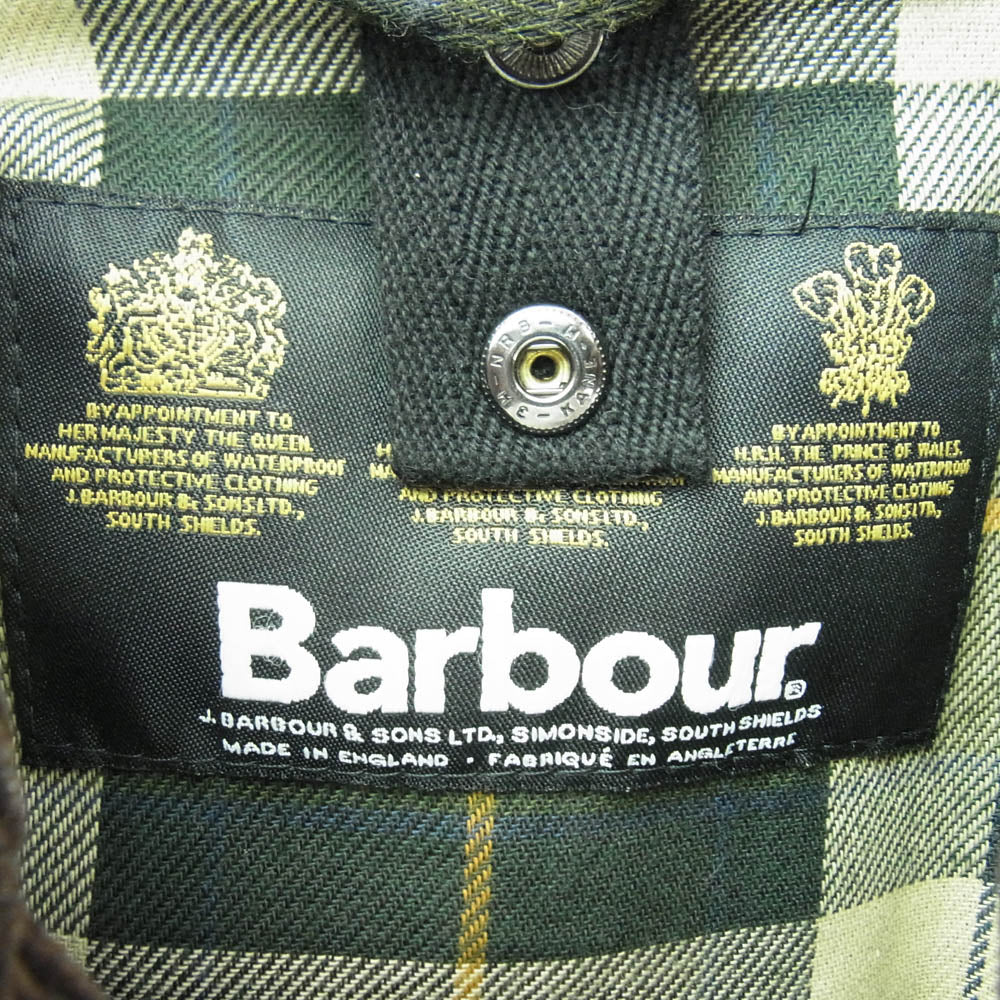 BY APPOINTMENT TO
HER MAJESTY THE QUEEN
MANUFACTURERS OF WATERPROOF
AND PROTECTIVE CLOTHING
J. BARBOUR & SONS LTD.,
SOUTH SHIELDS.
AND PROTECTIVE CLOTHING
J. BARBOUR & SONS LTD.,
SOUTH SHIELDS.
BY APPOINTMENT TO
H.R.H. THE PRINCE OF WALES.
MANUFACTURERS OF WATERPROOF
AND PROTECTIVE CLOTHING
J. BARBOUR & SONS LTD,
SOUTH SHIELDS.
Barbour®
J. BARBOUR & SONS LTD., SIMONSIDE, SOUTH SHIELDS
MADE IN ENGLAND · FABRIQUÉ EN ANGLETERRE